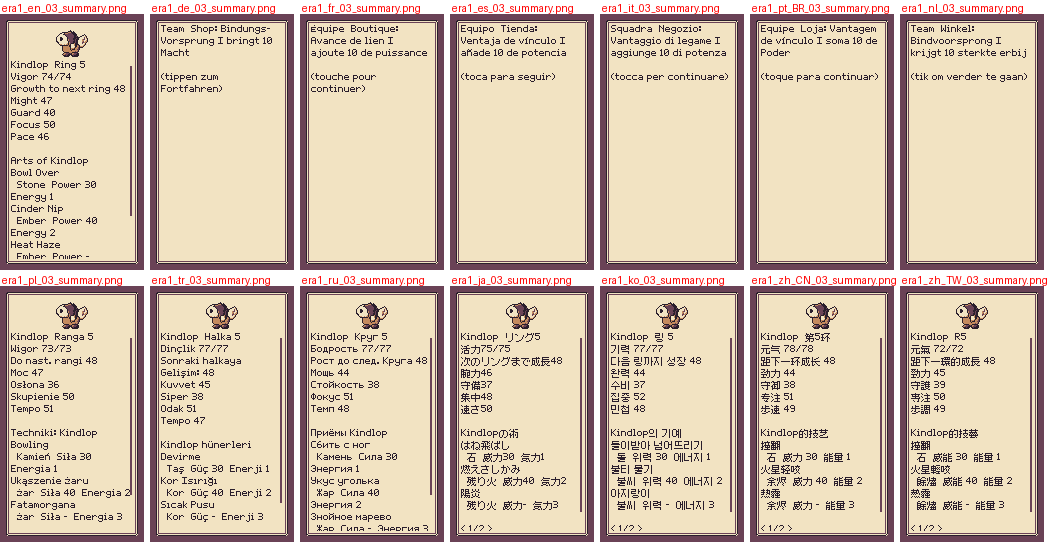 era1_en_03_summary.png
Kindlop Ring 5
Vigor 74/74
Growth to next ring 48
Might 47
Guard 40
Focus 50
Pace 46
Arts of Kindlop
Bowl Over
Stone Power 30
Energy 1
Cinder Nip
Ember Power 40
Energy 2
Heat Haze
Ember Power -
era1_de_03_summary.png
Team Shop: Bindungs-
Vorsprung I bringt 10
Macht
(tippen zum
Fortfahren)
era1_fr_03_summary.png
Équipe Boutique:
Avance de lien I
ajoute 10 de puissance
(touche pour
continuer)
era1_es_03_summary.png
Equipo Tienda:
Ventaja de vínculo I
añade 10 de potencia
(toca para seguir)
era1_it_03_summary.png
Squadra Negozio:
Vantaggio di legame I
aggiunge 10 di potenza
(tocca per continuare)
era1_pt_BR_03_summary.png
Equipe Loja: Vantagem
de vínculo I soma 10 de
Poder
(toque para continuar)
era1_nl_03_summary.png
Team Winkel:
Bindvoorsprong I
krijgt 10 sterkte erbij
(tik om verder te gaan)
era1_pl_03_summary.png
Kindlop Ranga 5
Wigor 73/73
Do nast. rangi 48
Moc 47
Osłona 36
Skupienie 50
Tempo 51
Techniki: Kindlop
Bowling
Kamień Siła 30
Energia 1
Ukąszenie żaru
Żar Siła 40 Energia 2
Fatamorgana
Żar Siła - Energia 3
era1_tr_03_summary.png
Kindlop Halka 5
Dinçlik 77/77
Sonraki halkaya
Gelişim: 48
Kuvvet 45
Siper 38
Odak 51
Tempo 47
Kindlop hünerleri
Devirme
Taş Güç 30 Enerji 1
Kor Isırığı
Kor Güç 40 Enerji 2
Sıcak Pusu
Kor Güç - Enerji 3
era1_ru_03_summary.png
Kindlop Круг 5
Бодрость 77/77
Рост до след. Круга 48
Мощь 44
Стойкость 38
Фокус 51
Темп 48
Приёмы Kindlop
Сбить с ног
Камень Сила 30
Энергия 1
Укус уголька
Жар Сила 40
Энергия 2
Знойное марево
Жар Сила - Энергия 3
era1_ja_03_summary.png
Kindlop リング5
活力75/75
次のリングまで成長48
腕力46
守備37
集中48
速さ50
Kindlopの術
はね飛ばし
石 威力30 気力1
燃えさしかみ
残り火 威力40 気力2
陽炎
残り火 威力- 気力3
<1/2>
era1_ko_03_summary.png
Kindlop 링 5
기력 77/77
다음 링까지 성장 48
완력 44
수비 37
집중 52
민첩 48
Kindlop의 기예
들이받아 넘어뜨리기
돌 위력 30 에너지 1
불티 물기
불씨 위력 40 에너지 2
아지랑이
불씨 위력 - 에너지 3
<1/2>
era1_zh_CN_03_summary.png
Kindlop 第5环
元气 78/78
距下一环成长 48
劲力 44
守御 38
专注 51
步速 49
Kindlop的技艺
撞翻
石 威力 30 能量 1
火星轻咬
余烬 威力 40 能量 2
热霾
余烬 威力 - 能量 3
<1/2>
era1_zh_TW_03_summary.png
Kindlop R5
元氣 72/72
距下一環的成長 48
勁力 45
守護 39
專注 50
步調 49
Kindlop的技藝
撞翻
石 威能 30 能量 1
火星輕咬
餘燼 威能 40 能量 2
熱霾
餘燼 威能 - 能量 3
<1/2>